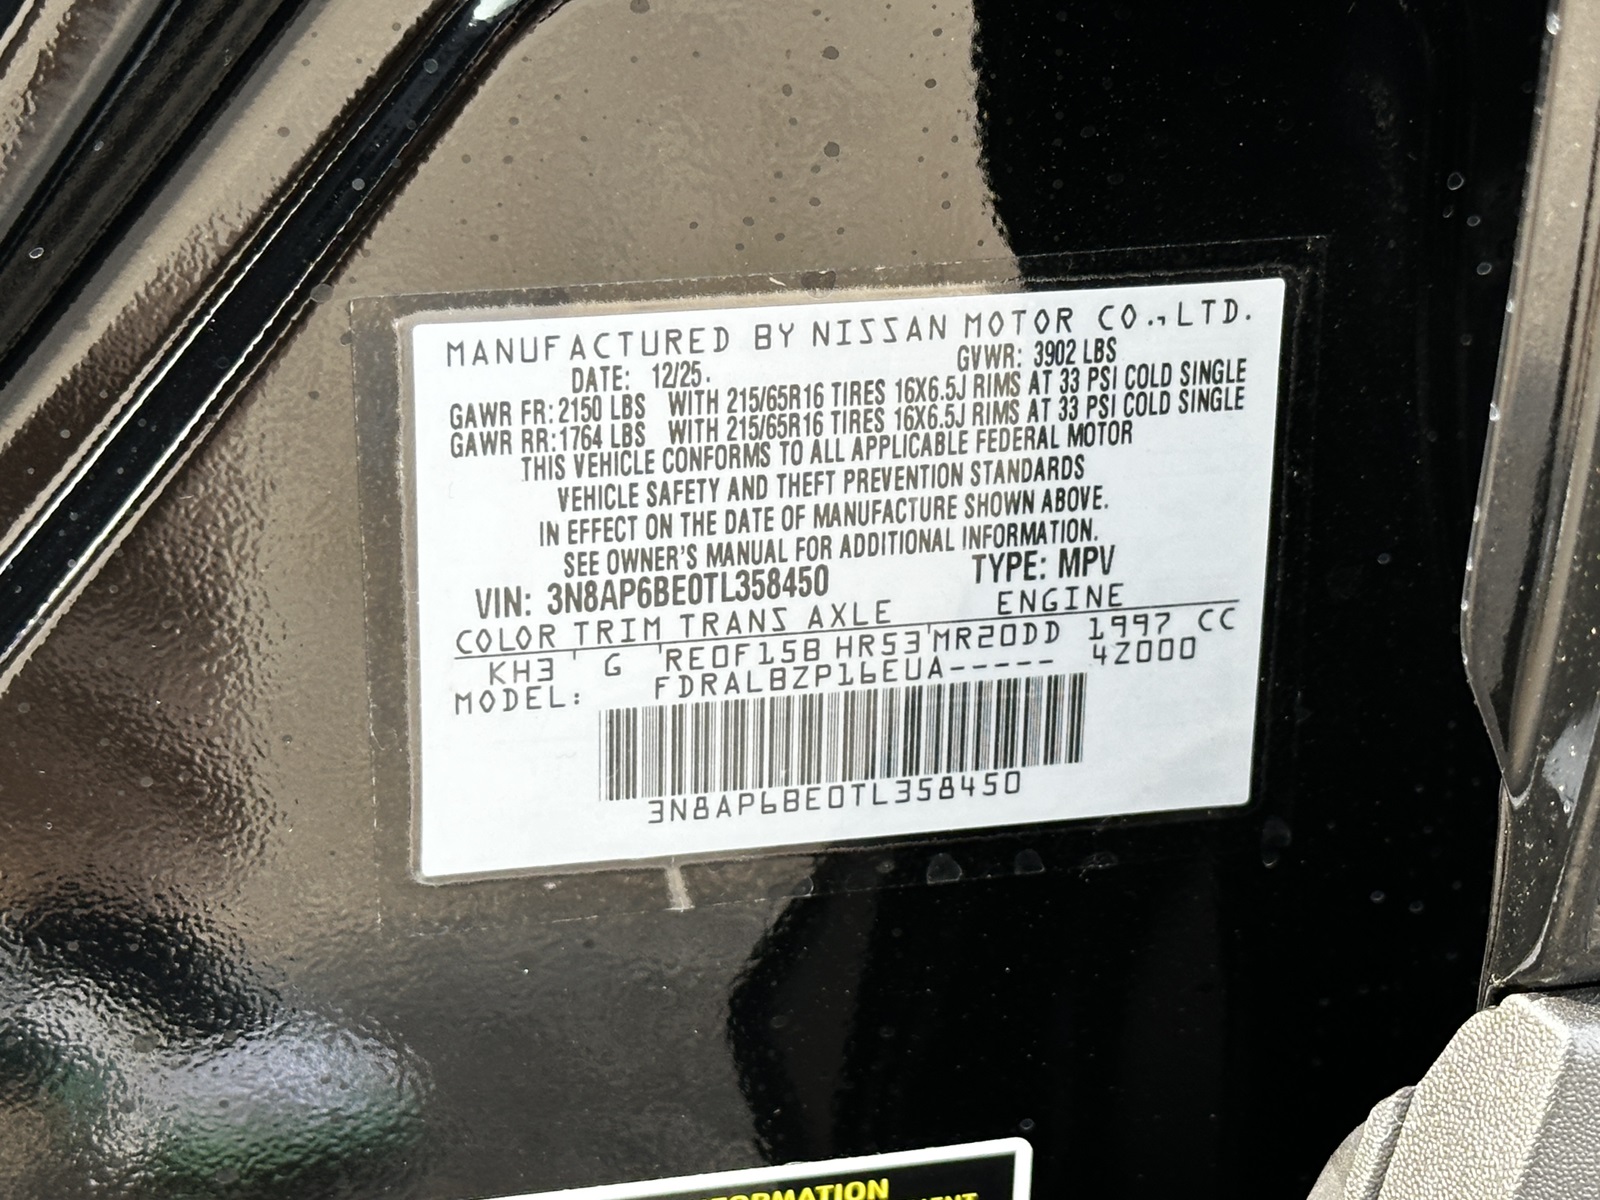 MANUFACTURED BY NISSAN MOTOR CO., LTD.
DATE: 12/25. GVWR: 3902 LBS
GAWR FR: 2150 LBS WITH 215/65R16 TIRES 16X6.5J RIMS AT 33 PSI COLD SINGLE
GAWR RR: 1764 LBS WITH 215/65R16 TIRES 16X6.5J RIMS AT 33 PSI COLD SINGLE
THIS VEHICLE CONFORMS TO ALL APPLICABLE FEDERAL MOTOR
VEHICLE SAFETY AND THEFT PREVENTION STANDARDS
IN EFFECT ON THE DATE OF MANUFACTURE SHOWN ABOVE.
SEE OWNER'S MANUAL FOR ADDITIONAL INFORMATION.
VIN: 3N8AP6BE0TL358450 TYPE: MPV
COLOR TRIM TRANS AXLE ENGINE
KH3 G RE0F15B HR53 MR20DD 1997 CC
MODEL: FDRALBZP16EUA----- 4Z000
3N8AP6BE0TL358450